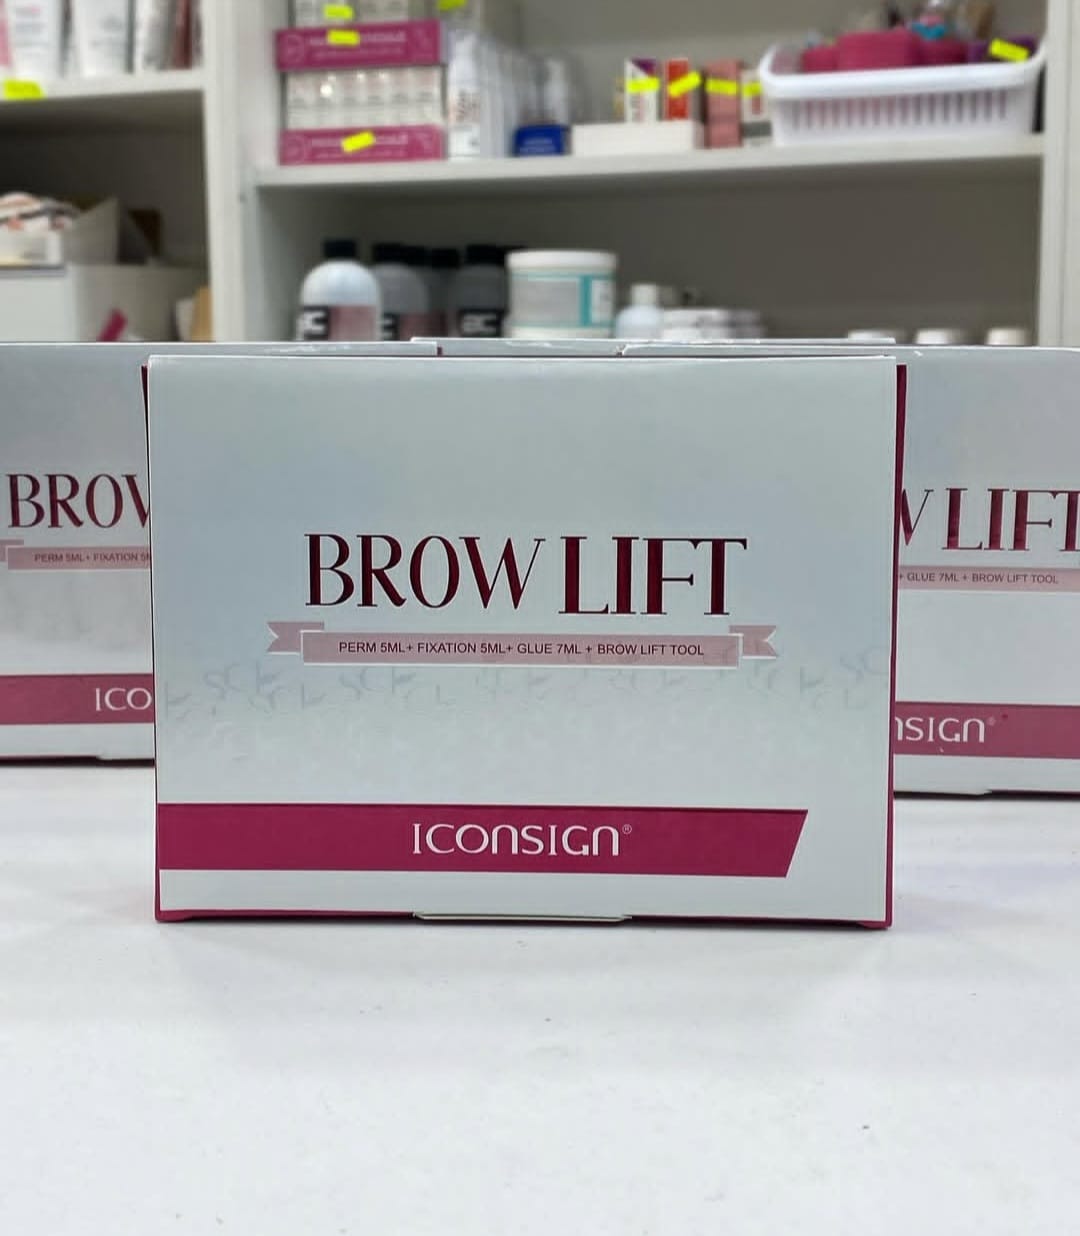 BROW LIFT
PERM 5ML+ FIXATION 5ML+ GLUE 7ML + BROW LIFT TOOL
ICONSIGN®
BROW
PERM 5ML+ FIXATION 5M
ICO
W LIFT
+ GLUE 7ML + BROW LIFT TOOL
NSIGN®